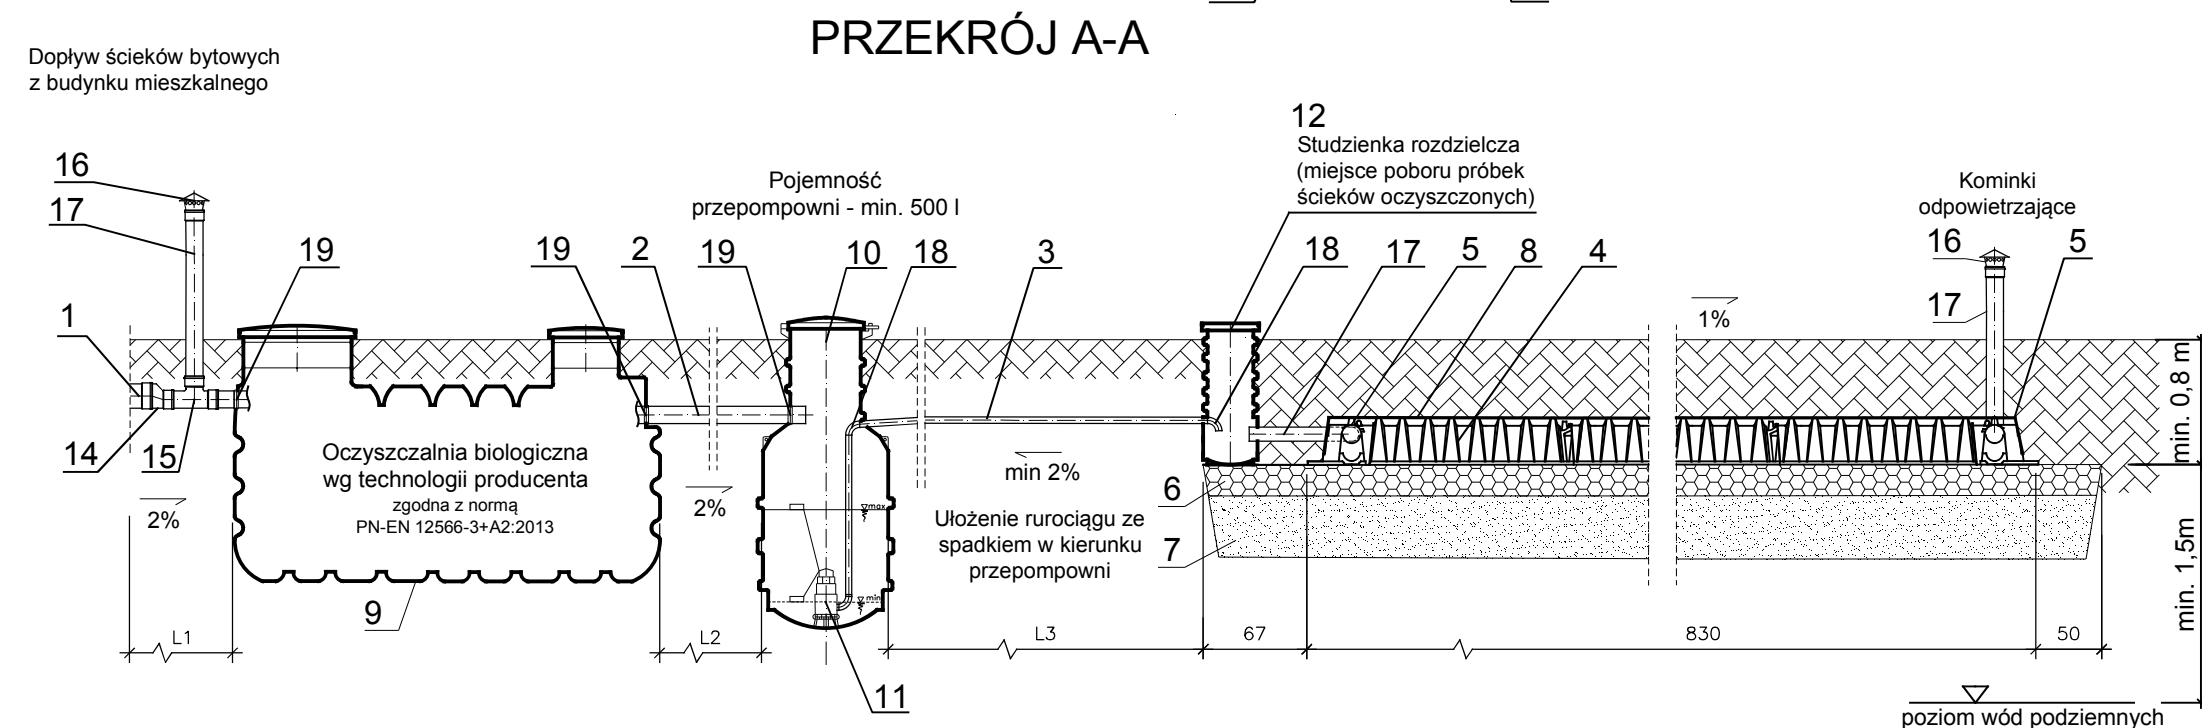 PRZEKRÓJ A-A
Dopływ ścieków bytowych
z budynku mieszkalnego
12
Studzienka rozdzielcza
(miejsce poboru próbek
ścieków oczyszczonych)
16
17
Pojemność
przepompowni - min. 500 l
Kominki
odpowietrzające
16
5
17
19
19
2
19
10
18
3
18
17
5
8
4
1
1%
14
15
2%
Oczyszczalnia biologiczna
wg technologii producenta
zgodna z normą
PN-EN 12566-3+A2:2013
9
2%
max
min
11
min 2%
Ułożenie rurociągu ze
spadkiem w kierunku
przepompowni
6
7
min. 0,8 m
min. 1,5m
L1
L2
L3
67
830
50
poziom wód podziemnych